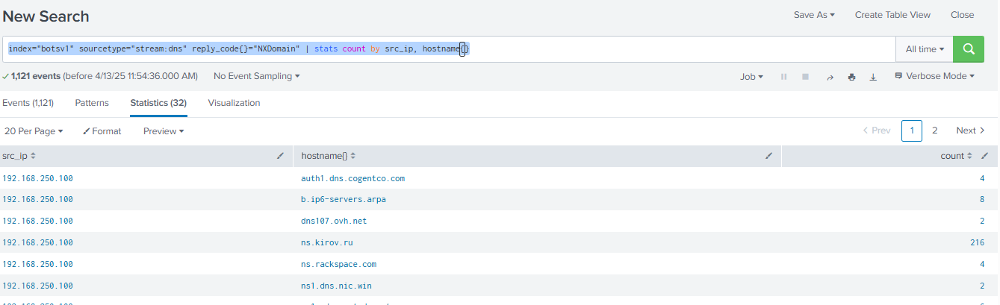 New Search
Save As Create Table View Close
index="botsv1" sourcetype="stream:dns" reply_code{}="NXDomain" | stats count by src_ip, hostname{}
All time
1,121 events (before 4/13/25 11:54:36.000 AM) No Event Sampling
Job Verbose Mode
Events (1,121) Patterns Statistics (32) Visualization
20 Per Page Format Preview
Prev 1 2 Next
src_ip hostname{} count
192.168.250.100 auth1.dns.cogentco.com 4
192.168.250.100 b.ip6-servers.arpa 8
192.168.250.100 dns107.ovh.net 2
192.168.250.100 ns.kirov.ru 216
192.168.250.100 ns.rackspace.com 4
192.168.250.100 ns1.dns.nic.win 2